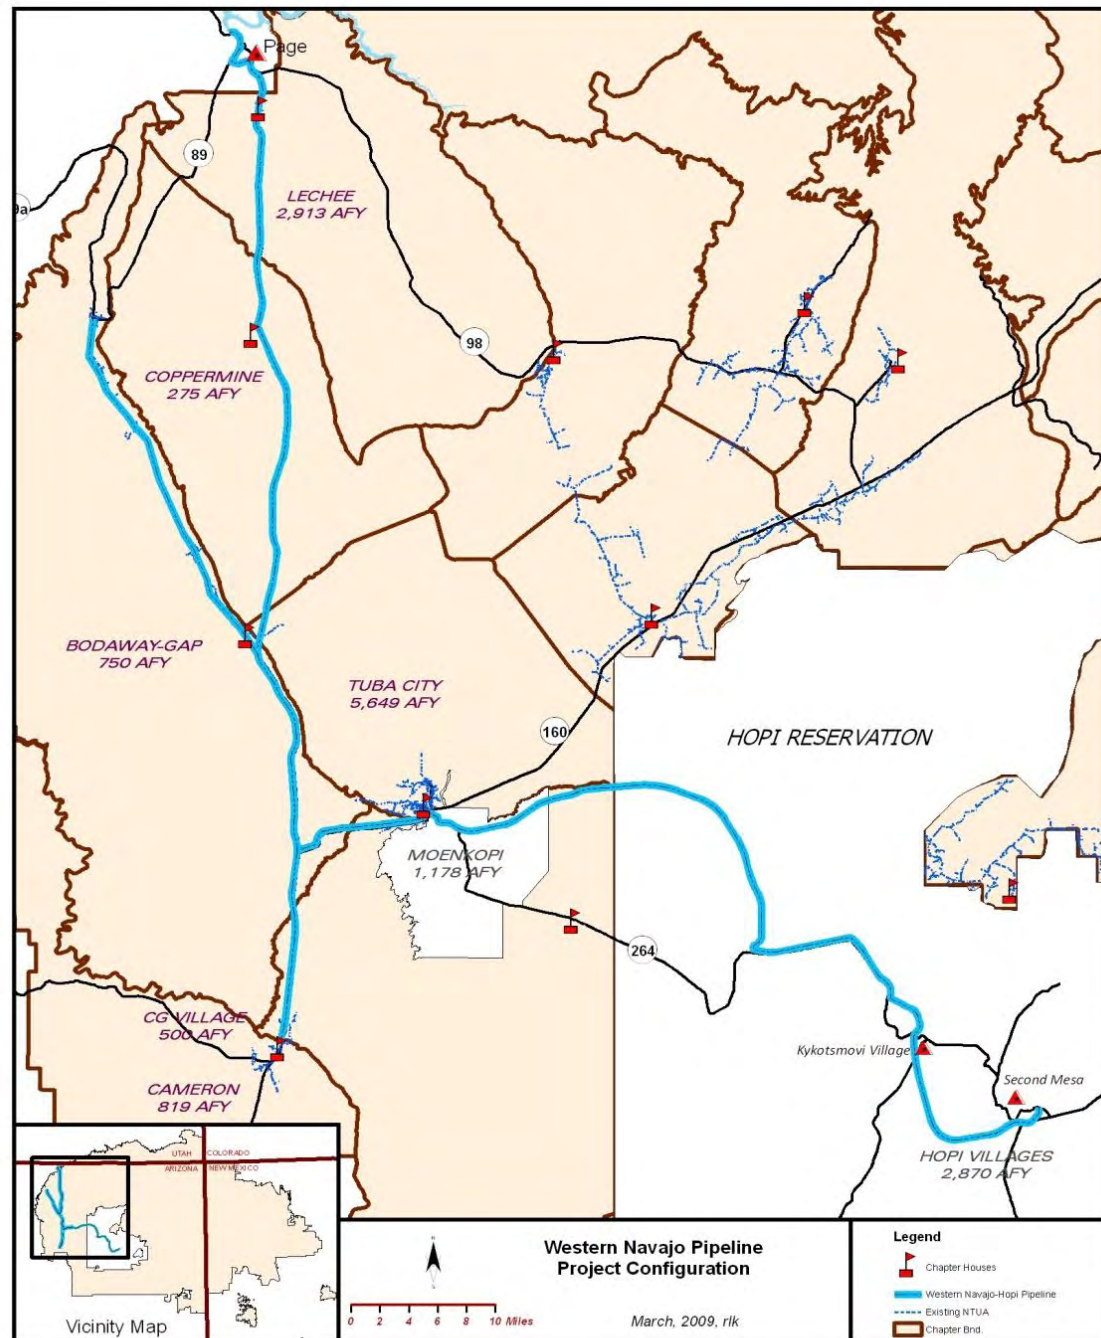 Page
89
9a
LECHEE
2,913 AFY
98
COPPERMINE
275 AFY
BODAWAY-GAP
750 AFY
TUBA CITY
5,649 AFY
160
HOPI RESERVATION
MOENKOPI
1,178 AFY
264
CG VILLAGE
500 AFY
Kykotsmovi Village
CAMERON
819 AFY
Second Mesa
HOPI VILLAGES
2,870 AFY
UTAH COLORADO
ARIZONA NEW MEXICO
Vicinity Map
Western Navajo Pipeline
Project Configuration
0 2 4 6 8 10 Miles
March, 2009, rlk
Legend
Chapter Houses
Western Navajo-Hopi Pipeline
Existing NTUA
Chapter Bnd.